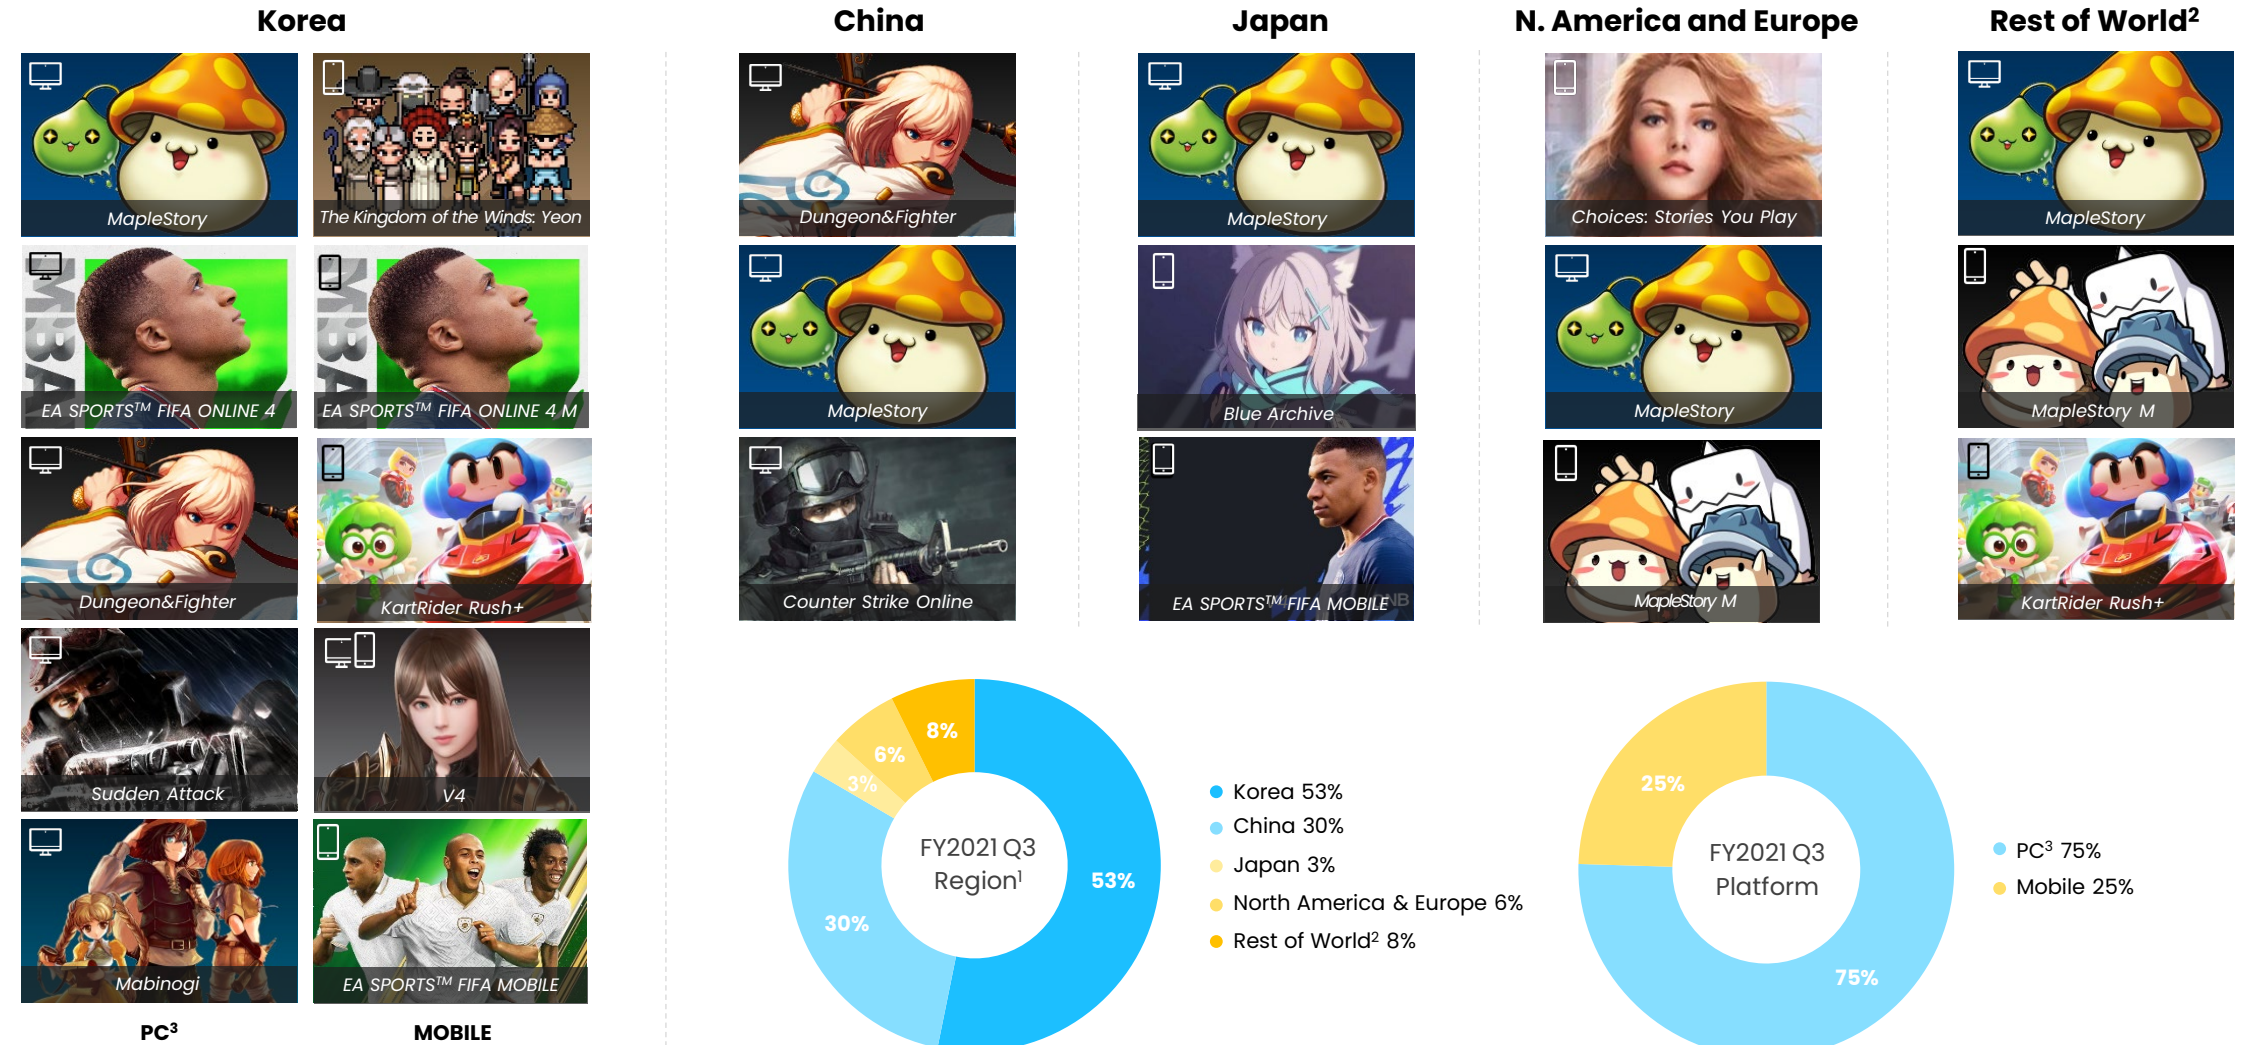 Korea
China
Japan
N. America and Europe
Rest of World²
MapleStory
The Kingdom of the Winds: Yeon
Dungeon&Fighter
MapleStory
Choices: Stories You Play
MapleStory
MBA
EA SPORTS™ FIFA ONLINE 4
MBA
EA SPORTS™ FIFA ONLINE 4 M
MapleStory
Blue Archive
MapleStory
MapleStory M
Dungeon&Fighter
KartRider Rush+
Counter Strike Online
EA SPORTS™ FIFA MOBILE
MapleStory M
KartRider Rush+
Sudden Attack
V4
Mabinogi
EA SPORTS™ FIFA MOBILE
PC³
MOBILE
8%
6%
3%
30%
53%
FY2021 Q3
Region¹
Korea 53%
China 30%
Japan 3%
North America & Europe 6%
Rest of World² 8%
25%
75%
FY2021 Q3
Platform
PC³ 75%
Mobile 25%